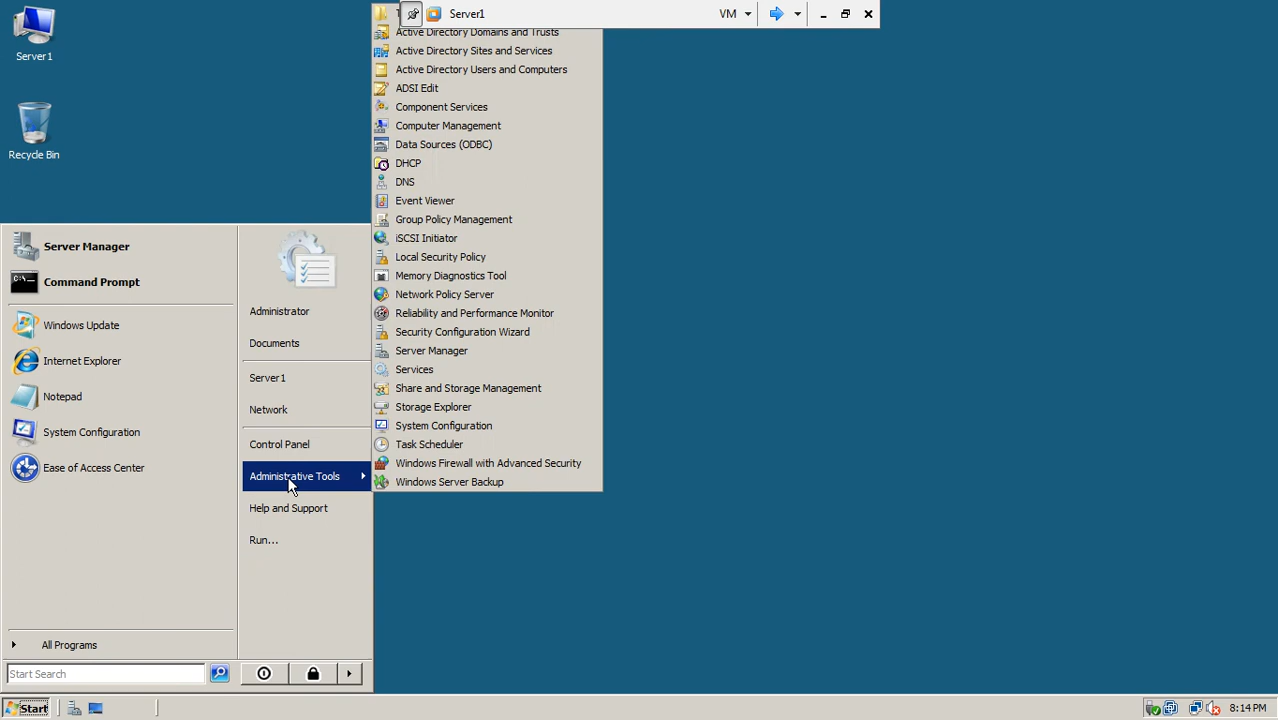 Server1
Recycle Bin
Server1
VM
Active Directory Domains and Trusts
Active Directory Sites and Services
Active Directory Users and Computers
ADSI Edit
Component Services
Computer Management
Data Sources (ODBC)
DHCP
DNS
Event Viewer
Group Policy Management
iSCSI Initiator
Local Security Policy
Memory Diagnostics Tool
Network Policy Server
Reliability and Performance Monitor
Security Configuration Wizard
Server Manager
Services
Share and Storage Management
Storage Explorer
System Configuration
Task Scheduler
Windows Firewall with Advanced Security
Windows Server Backup
Server Manager
C:\>_
Command Prompt
Windows Update
Internet Explorer
Notepad
System Configuration
Ease of Access Center
All Programs
Start Search
Administrator
Documents
Server1
Network
Control Panel
Administrative Tools
Help and Support
Run...
Start
8:14 PM